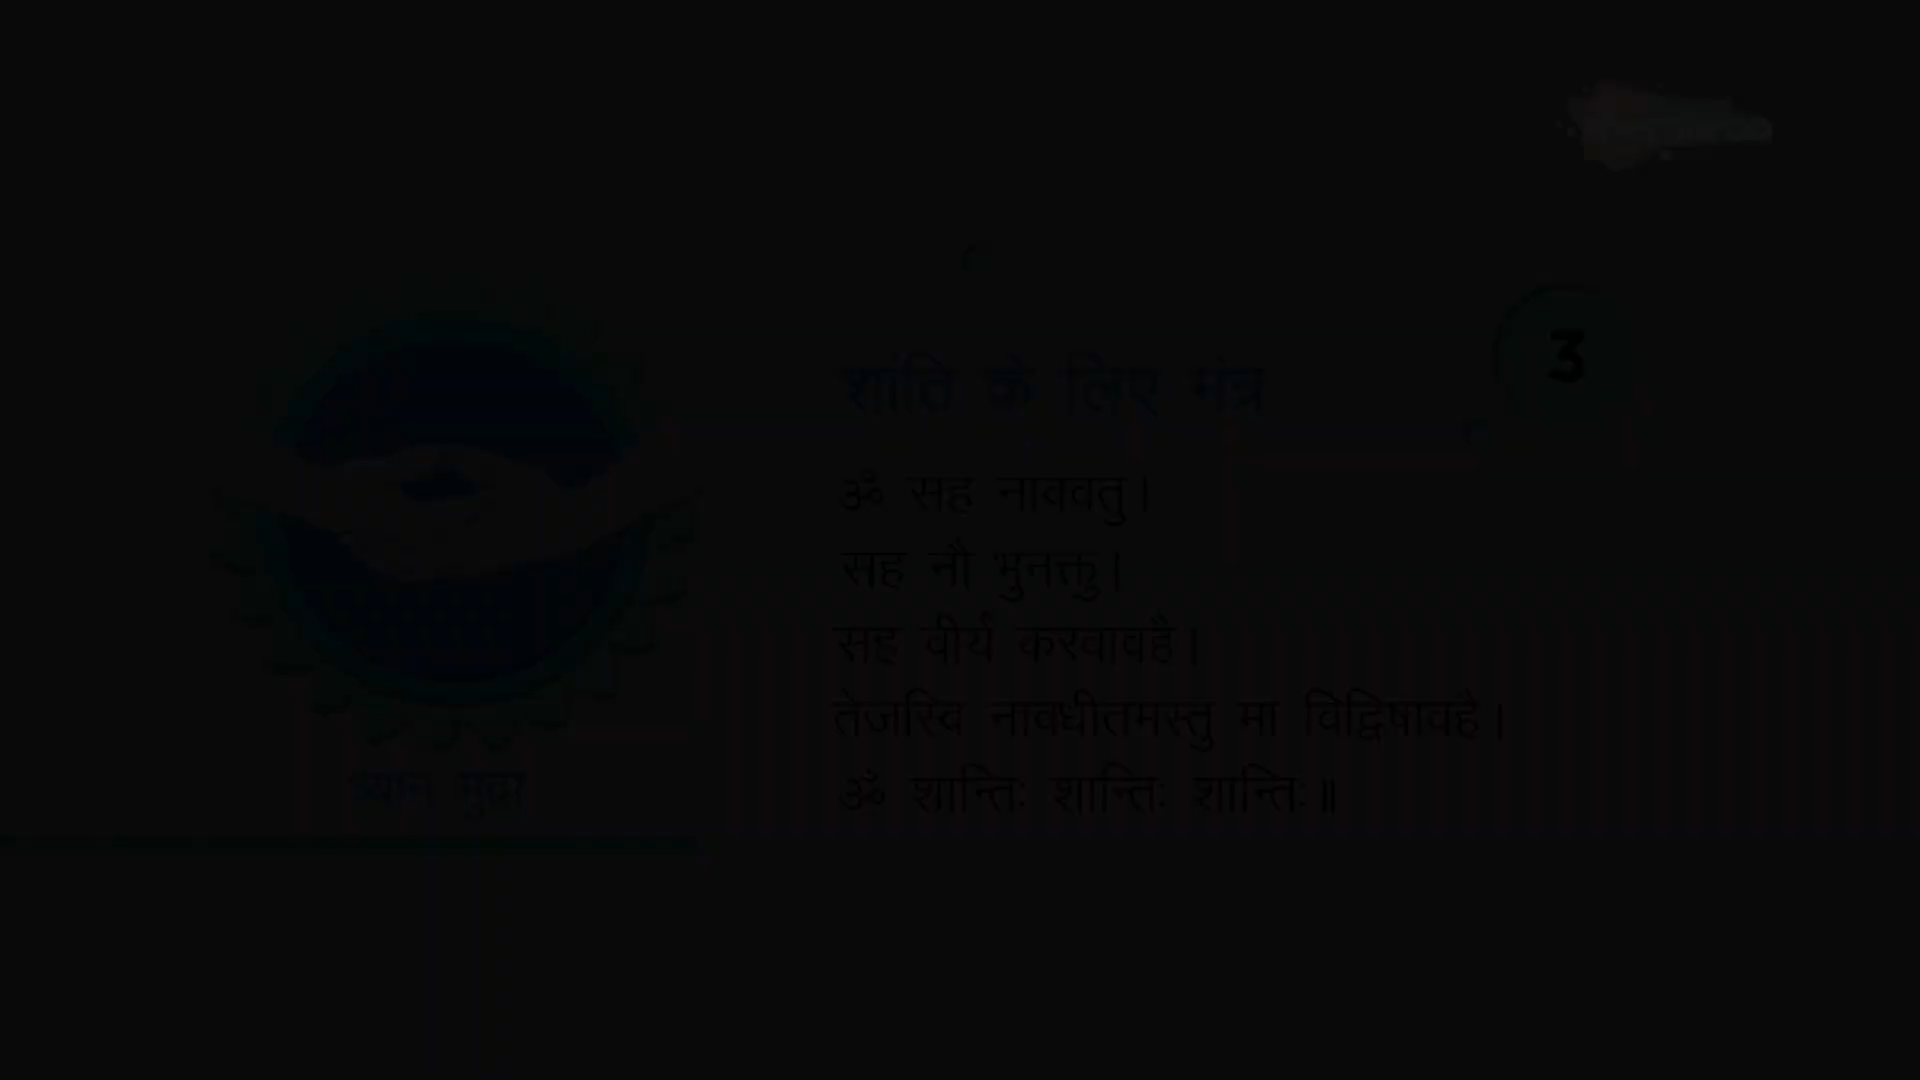 3
शांति के लिए मंत्र
ॐ सह नाववतु।
सह नौ भुनक्तु।
सह वीर्यं करवावहै।
तेजस्वि नावधीतमस्तु मा विद्विषावहै।
ॐ शान्तिः शान्तिः शान्तिः॥
ध्यान मुद्रा